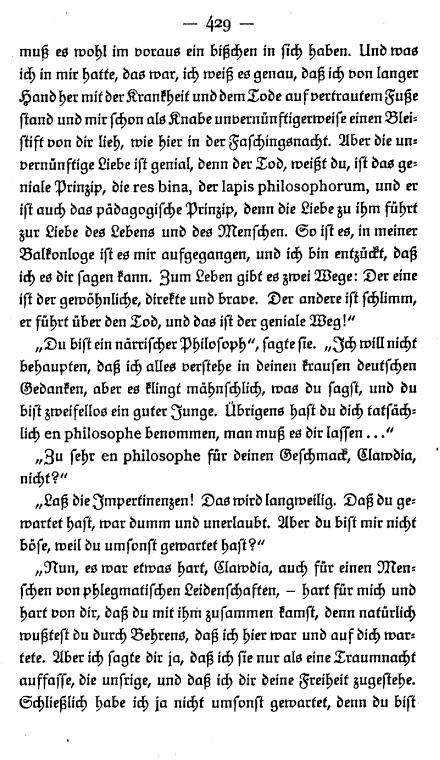 — 429 —
muß es wohl im voraus ein bißchen in sich haben. Und was
ich in mir hatte, das war, ich weiß es genau, daß ich von langer
Hand her mit der Krankheit und dem Tode auf vertrautem Fuße
stand und mir schon als Knabe unvernünftigerweise einen Blei-
stift von dir lieh, wie hier in der Faschingsnacht. Aber die un-
vernünftige Liebe ist genial, denn der Tod, weißt du, ist das ge-
niale Prinzip, die res bina, der lapis philosophorum, und er
ist auch das pädagogische Prinzip, denn die Liebe zu ihm führt
zur Liebe des Lebens und des Menschen. So ist es, in meiner
Balkonloge ist es mir aufgegangen, und ich bin entzückt, daß
ich es dir sagen kann. Zum Leben gibt es zwei Wege: Der eine
ist der gewöhnliche, direkte und brave. Der andere ist schlimm,
er führt über den Tod, und das ist der geniale Weg!“
„Du bist ein närrischer Philosoph“, sagte sie. „Ich will nicht
behaupten, daß ich alles verstehe in deinen krausen deutschen
Gedanken, aber es klingt mähnschlich, was du sagst, und du
bist zweifellos ein guter Junge. Übrigens hast du dich tatsäch-
lich en philosophe benommen, man muß es dir lassen ...“
„Zu sehr en philosophe für deinen Geschmack, Clawdia,
nicht?“
„Laß die Impertinenzen! Das wird langweilig. Daß du ge-
wartet hast, war dumm und unerlaubt. Aber du bist mir nicht
böse, weil du umsonst gewartet hast?“
„Nun, es war etwas hart, Clawdia, auch für einen Men-
schen von phlegmatischen Leidenschaften, – hart für mich und
hart von dir, daß du mit ihm zusammen kamst, denn natürlich
wußtest du durch Behrens, daß ich hier war und auf dich war-
tete. Aber ich sagte dir ja, daß ich sie nur als eine Traumnacht
auffasse, die unsrige, und daß ich dir deine Freiheit zugestehe.
Schließlich habe ich ja nicht umsonst gewartet, denn du bist